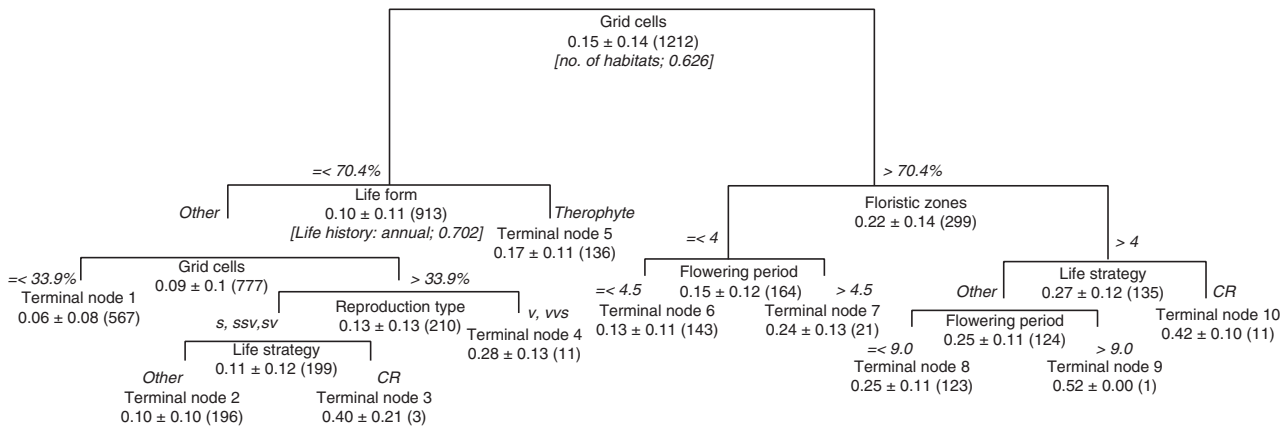 Grid cells
0.15 ± 0.14 (1212)
[no. of habitats; 0.626]
=< 70.4%
> 70.4%
Life form
0.10 ± 0.11 (913)
[Life history: annual; 0.702]
Other
Therophyte
Terminal node 5
0.17 ± 0.11 (136)
Floristic zones
0.22 ± 0.14 (299)
=< 4
> 4
=< 33.9%
Grid cells
0.09 ± 0.1 (777)
> 33.9%
Terminal node 1
0.06 ± 0.08 (567)
Reproduction type
0.13 ± 0.13 (210)
s, ssv,sv
v, vvs
Terminal node 4
0.28 ± 0.13 (11)
Life strategy
0.11 ± 0.12 (199)
Other
CR
Terminal node 2
0.10 ± 0.10 (196)
Terminal node 3
0.40 ± 0.21 (3)
Flowering period
0.15 ± 0.12 (164)
=< 4.5
> 4.5
Terminal node 6
0.13 ± 0.11 (143)
Terminal node 7
0.24 ± 0.13 (21)
Life strategy
0.27 ± 0.12 (135)
Other
CR
Terminal node 10
0.42 ± 0.10 (11)
Flowering period
0.25 ± 0.11 (124)
=< 9.0
> 9.0
Terminal node 8
0.25 ± 0.11 (123)
Terminal node 9
0.52 ± 0.00 (1)